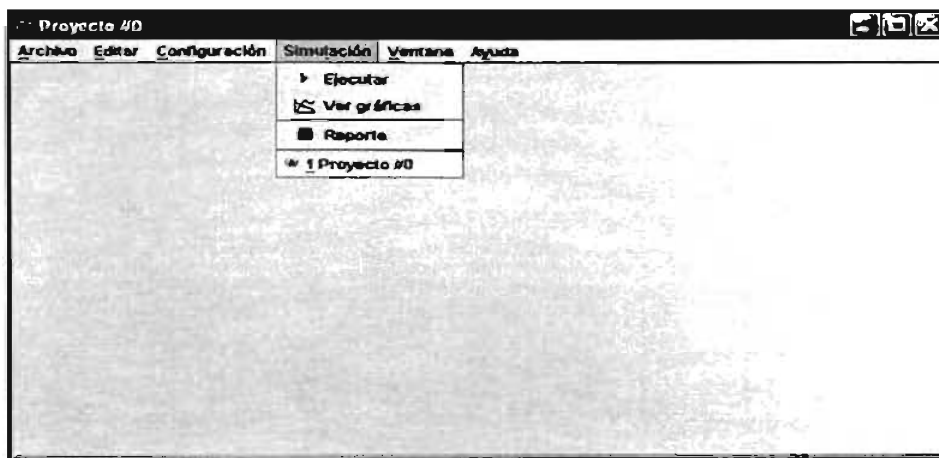 Proyecto #0
Archivo Editar Configuración Simulación Ventana Ayuda
Ejecutar
Ver gráficas
Reporte
1 Proyecto #0